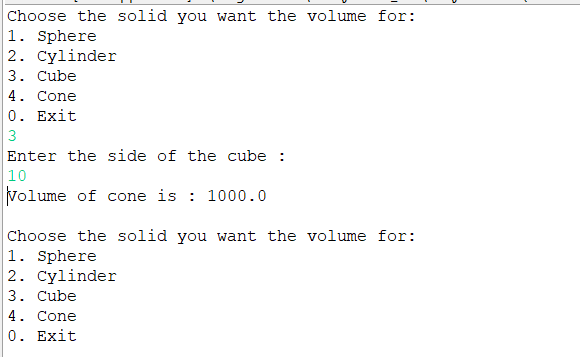 Choose the solid you want the volume for:
1. Sphere
2. Cylinder
3. Cube
4. Cone
0. Exit
3
Enter the side of the cube :
10
Volume of cone is : 1000.0
Choose the solid you want the volume for:
1. Sphere
2. Cylinder
3. Cube
4. Cone
0. Exit